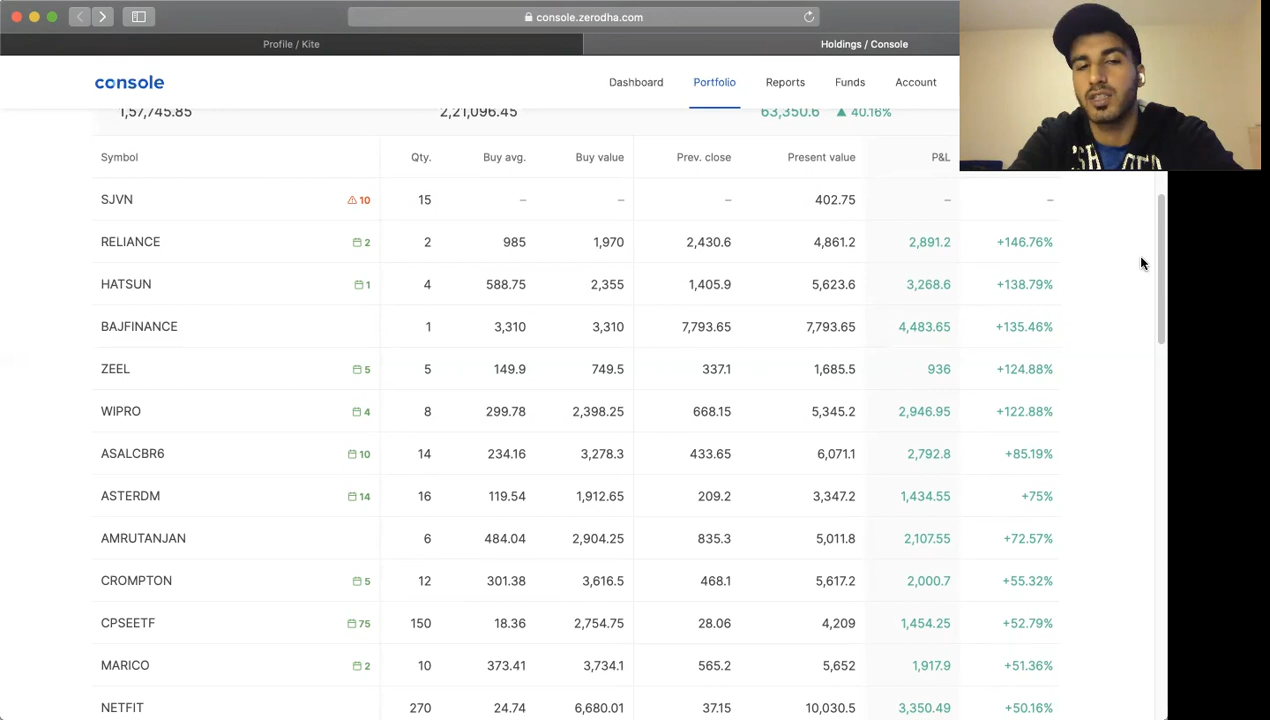 console.zerodha.com
Profile / Kite Holdings / Console
console Dashboard Portfolio Reports Funds Account
1,57,745.85 2,21,096.45 63,350.6 ▲ 40.16%
Symbol Qty. Buy avg. Buy value Prev. close Present value P&L
SJVN 10 15 – – – 402.75 – –
RELIANCE 2 2 985 1,970 2,430.6 4,861.2 2,891.2 +146.76%
HATSUN 1 4 588.75 2,355 1,405.9 5,623.6 3,268.6 +138.79%
BAJFINANCE 1 3,310 3,310 7,793.65 7,793.65 4,483.65 +135.46%
ZEEL 5 5 149.9 749.5 337.1 1,685.5 936 +124.88%
WIPRO 4 8 299.78 2,398.25 668.15 5,345.2 2,946.95 +122.88%
ASALCBR6 10 14 234.16 3,278.3 433.65 6,071.1 2,792.8 +85.19%
ASTERDM 14 16 119.54 1,912.65 209.2 3,347.2 1,434.55 +75%
AMRUTANJAN 6 484.04 2,904.25 835.3 5,011.8 2,107.55 +72.57%
CROMPTON 5 12 301.38 3,616.5 468.1 5,617.2 2,000.7 +55.32%
CPSEETF 75 150 18.36 2,754.75 28.06 4,209 1,454.25 +52.79%
MARICO 2 10 373.41 3,734.1 565.2 5,652 1,917.9 +51.36%
NETFIT 270 24.74 6,680.01 37.15 10,030.5 3,350.49 +50.16%